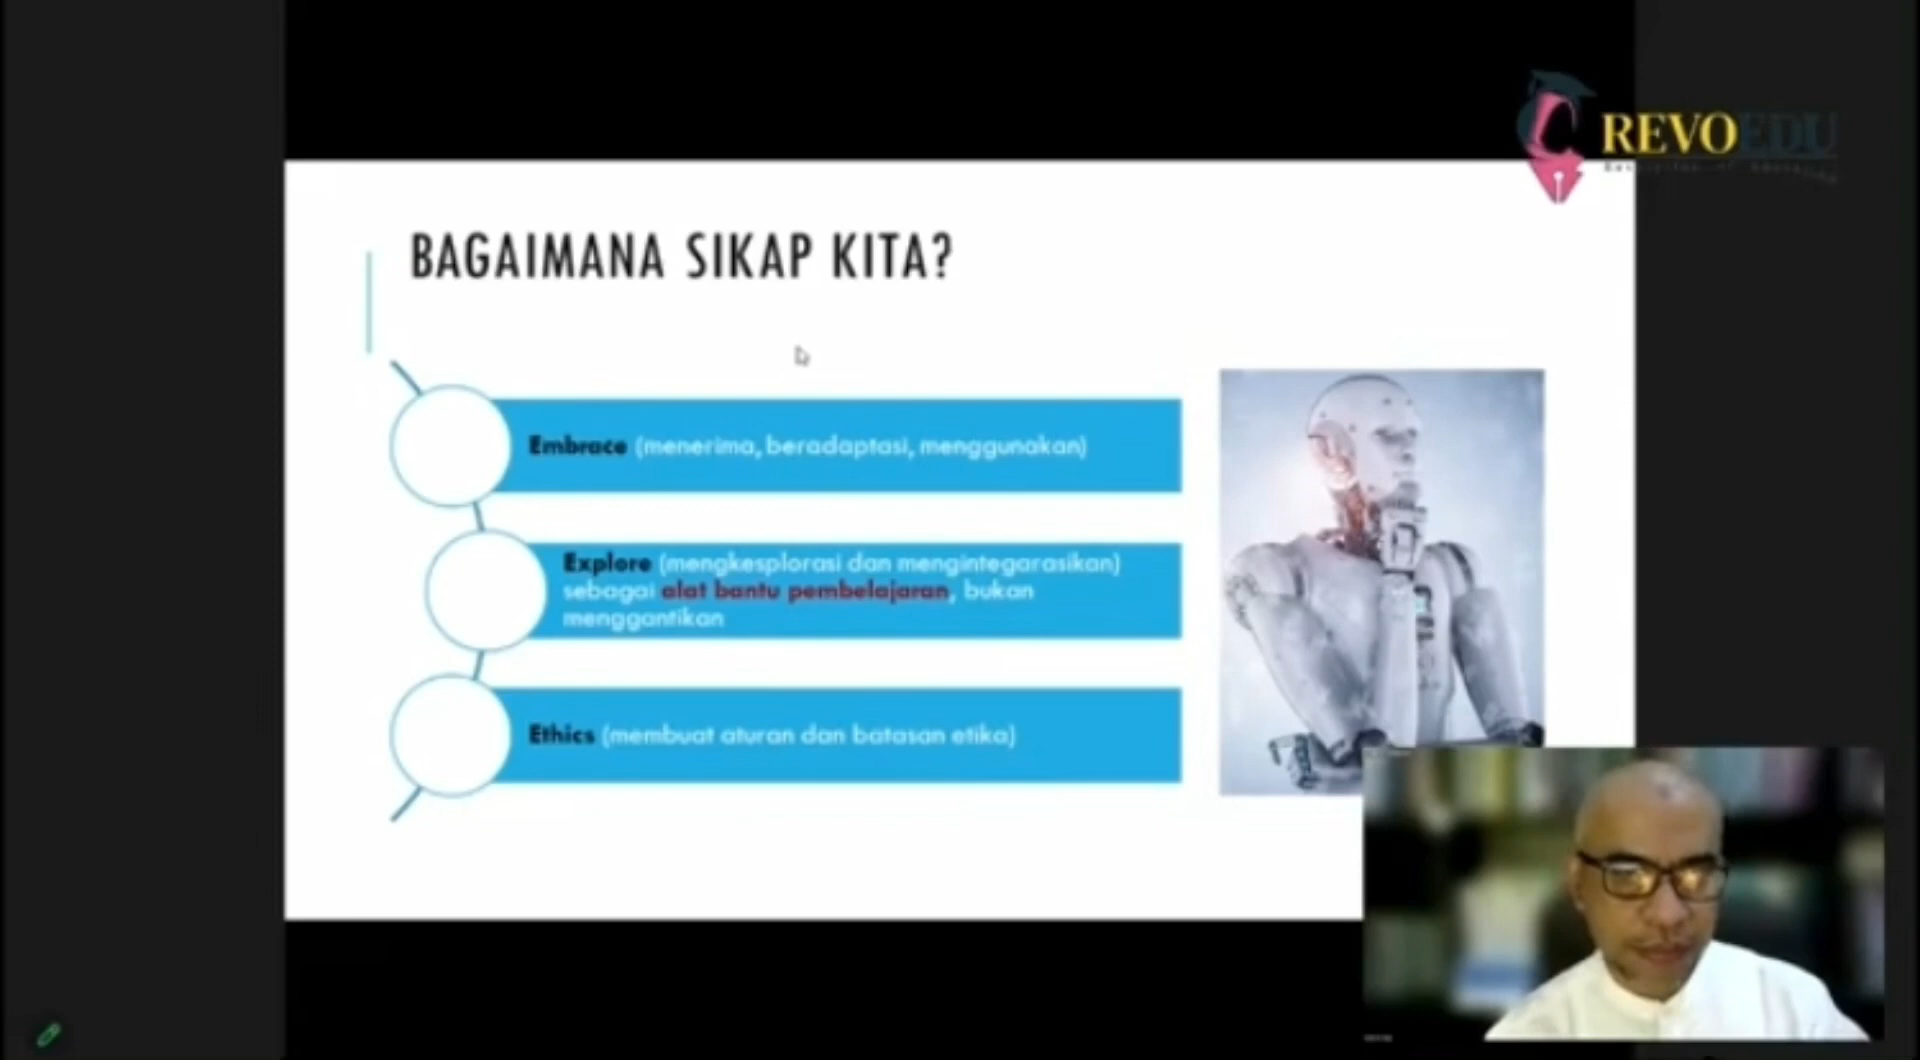 REVOEDU
BAGAIMANA SIKAP KITA?
Embrace (menerima, beradaptasi, menggunakan)
Explore (mengkesplorasi dan mengintegarasikan)
sebagai alat bantu pembelajaran, bukan
menggantikan
Ethics (membuat aturan dan batasan etika)